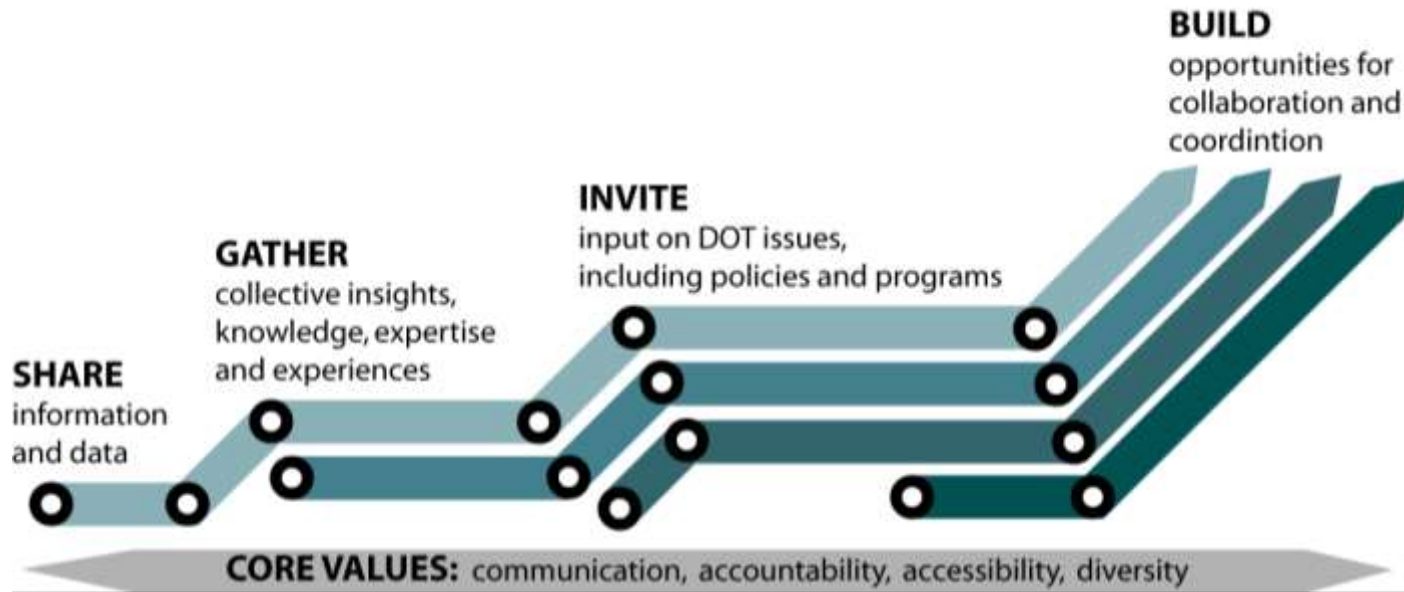 SHARE
information
and data
GATHER
collective insights,
knowledge, expertise
and experiences
INVITE
input on DOT issues,
including policies and programs
BUILD
opportunities for
collaboration and
coordintion
CORE VALUES: communication, accountability, accessibility, diversity